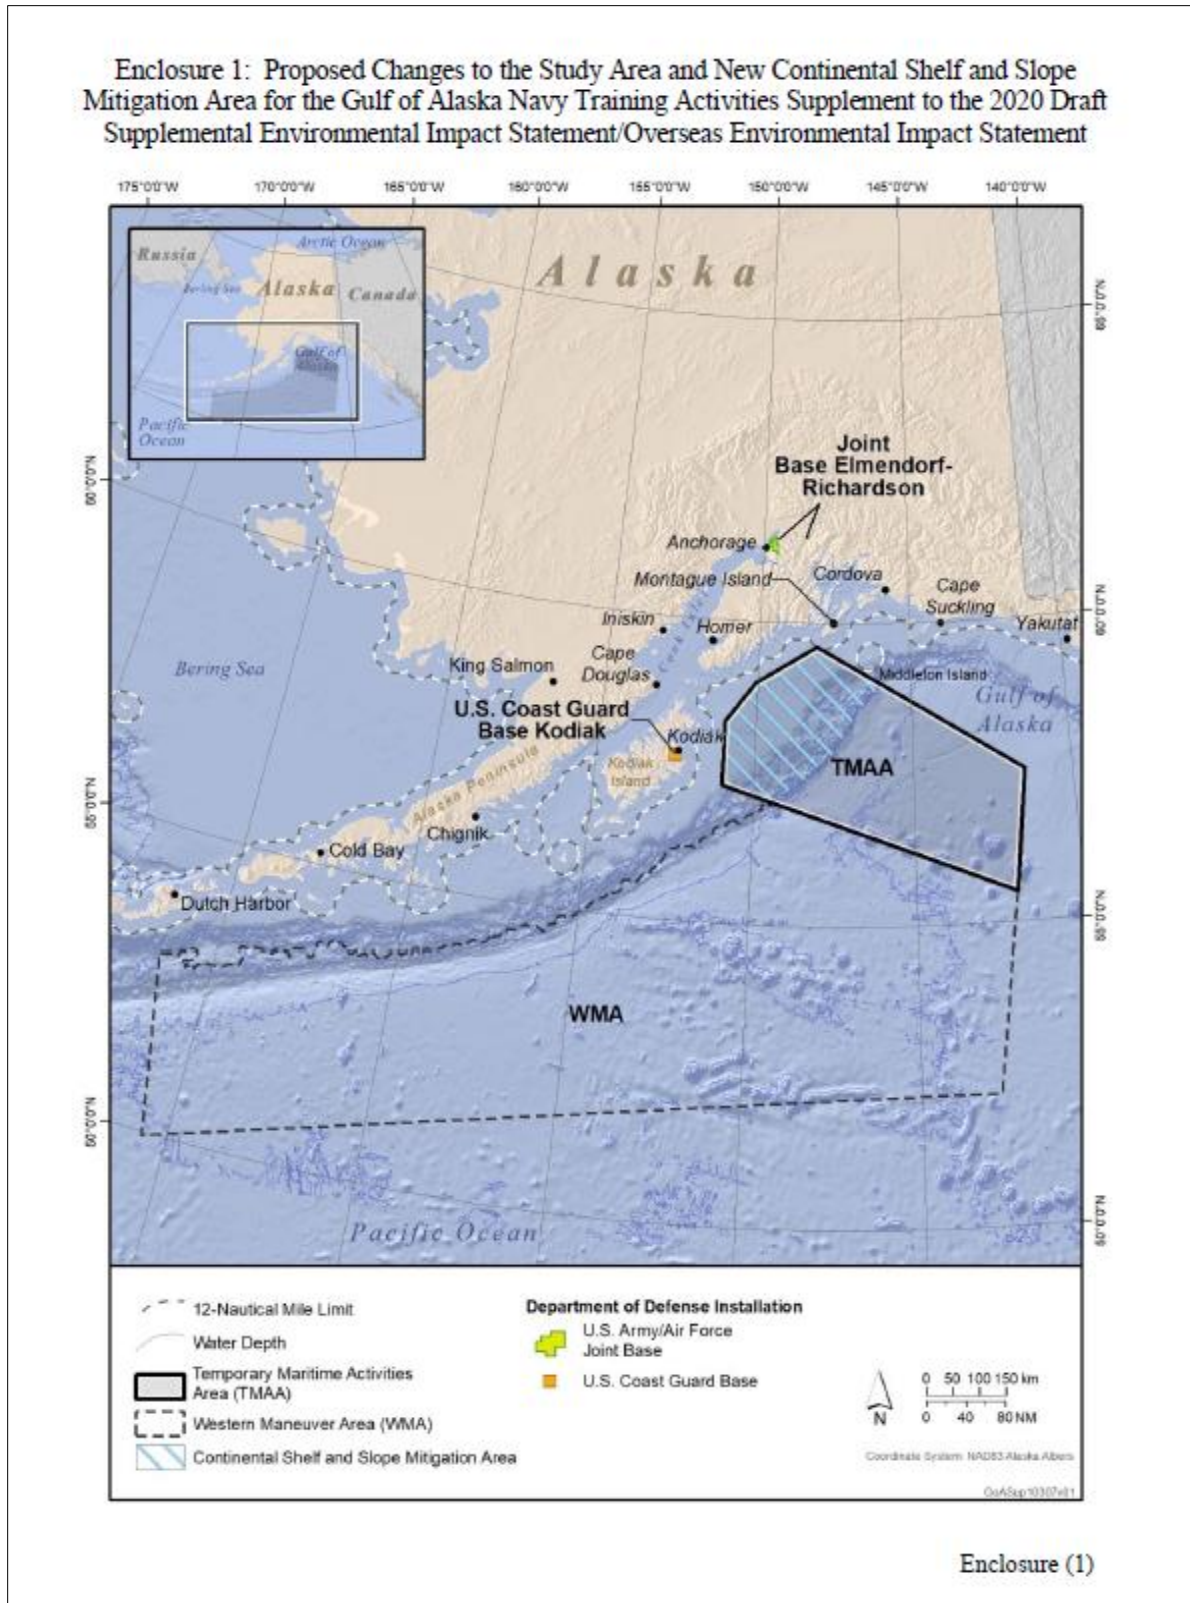 Enclosure 1: Proposed Changes to the Study Area and New Continental Shelf and Slope
Mitigation Area for the Gulf of Alaska Navy Training Activities Supplement to the 2020 Draft
Supplemental Environmental Impact Statement/Overseas Environmental Impact Statement
175°0'0"W 170°0'0"W 165°0'0"W 160°0'0"W 155°0'0"W 150°0'0"W 145°0'0"W 140°0'0"W
Arctic Ocean
Russia
Bering Sea
Alaska
Canada
Gulf of
Alaska
Pacific
Ocean
Alaska
65°0'0"N
60°0'0"N
Joint
Base Elmendorf-
Richardson
Anchorage
Montague Island
Cordova
Cape
Suckling
60°0'0"N
Iniskin
Homer
Yakutat
Cook Inlet
Cape
Douglas
King Salmon
Bering Sea
Middleton Island
Gulf of
Alaska
U.S. Coast Guard
Base Kodiak
Kodiak
Kodiak
Island
TMAA
Alaska Peninsula
55°0'0"N
Chignik
Cold Bay
Dutch Harbor
55°0'0"N
WMA
50°0'0"N
50°0'0"N
Pacific Ocean
12-Nautical Mile Limit
Water Depth
Temporary Maritime Activities
Area (TMAA)
Western Maneuver Area (WMA)
Continental Shelf and Slope Mitigation Area
Department of Defense Installation
U.S. Army/Air Force
Joint Base
U.S. Coast Guard Base
N
0 50 100 150 km
0 40 80 NM
Coordinate System: NAD83 Alaska Albers
GoASup10307v01
Enclosure (1)